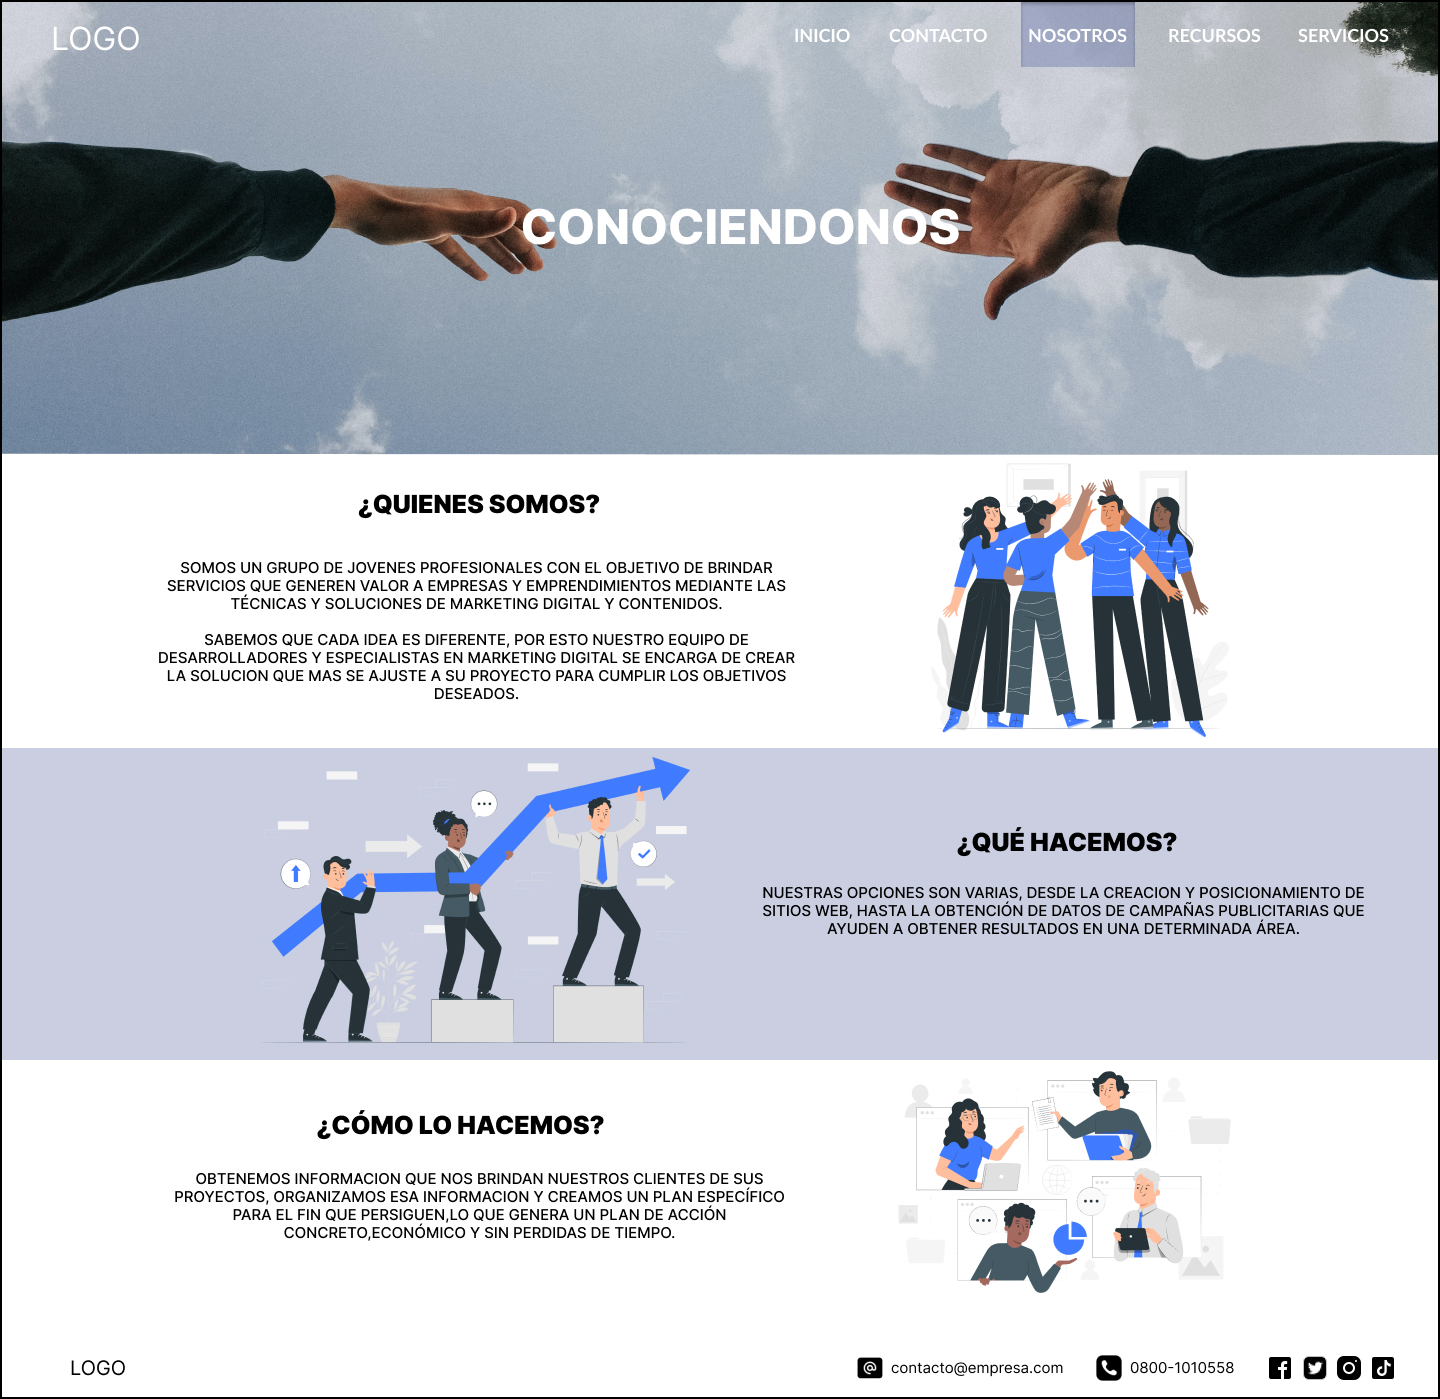 LOGO
INICIO CONTACTO NOSOTROS RECURSOS SERVICIOS
CONOCIENDONOS
¿QUIENES SOMOS?
SOMOS UN GRUPO DE JOVENES PROFESIONALES CON EL OBJETIVO DE BRINDAR
SERVICIOS QUE GENEREN VALOR A EMPRESAS Y EMPRENDIMIENTOS MEDIANTE LAS
TÉCNICAS Y SOLUCIONES DE MARKETING DIGITAL Y CONTENIDOS.
SABEMOS QUE CADA IDEA ES DIFERENTE, POR ESTO NUESTRO EQUIPO DE
DESARROLLADORES Y ESPECIALISTAS EN MARKETING DIGITAL SE ENCARGA DE CREAR
LA SOLUCION QUE MAS SE AJUSTE A SU PROYECTO PARA CUMPLIR LOS OBJETIVOS
DESEADOS.
¿QUÉ HACEMOS?
NUESTRAS OPCIONES SON VARIAS, DESDE LA CREACION Y POSICIONAMIENTO DE
SITIOS WEB, HASTA LA OBTENCIÓN DE DATOS DE CAMPAÑAS PUBLICITARIAS QUE
AYUDEN A OBTENER RESULTADOS EN UNA DETERMINADA ÁREA.
¿CÓMO LO HACEMOS?
OBTENEMOS INFORMACION QUE NOS BRINDAN NUESTROS CLIENTES DE SUS
PROYECTOS, ORGANIZAMOS ESA INFORMACION Y CREAMOS UN PLAN ESPECÍFICO
PARA EL FIN QUE PERSIGUEN,LO QUE GENERA UN PLAN DE ACCIÓN
CONCRETO,ECONÓMICO Y SIN PERDIDAS DE TIEMPO.
LOGO
contacto@empresa.com
0800-1010558